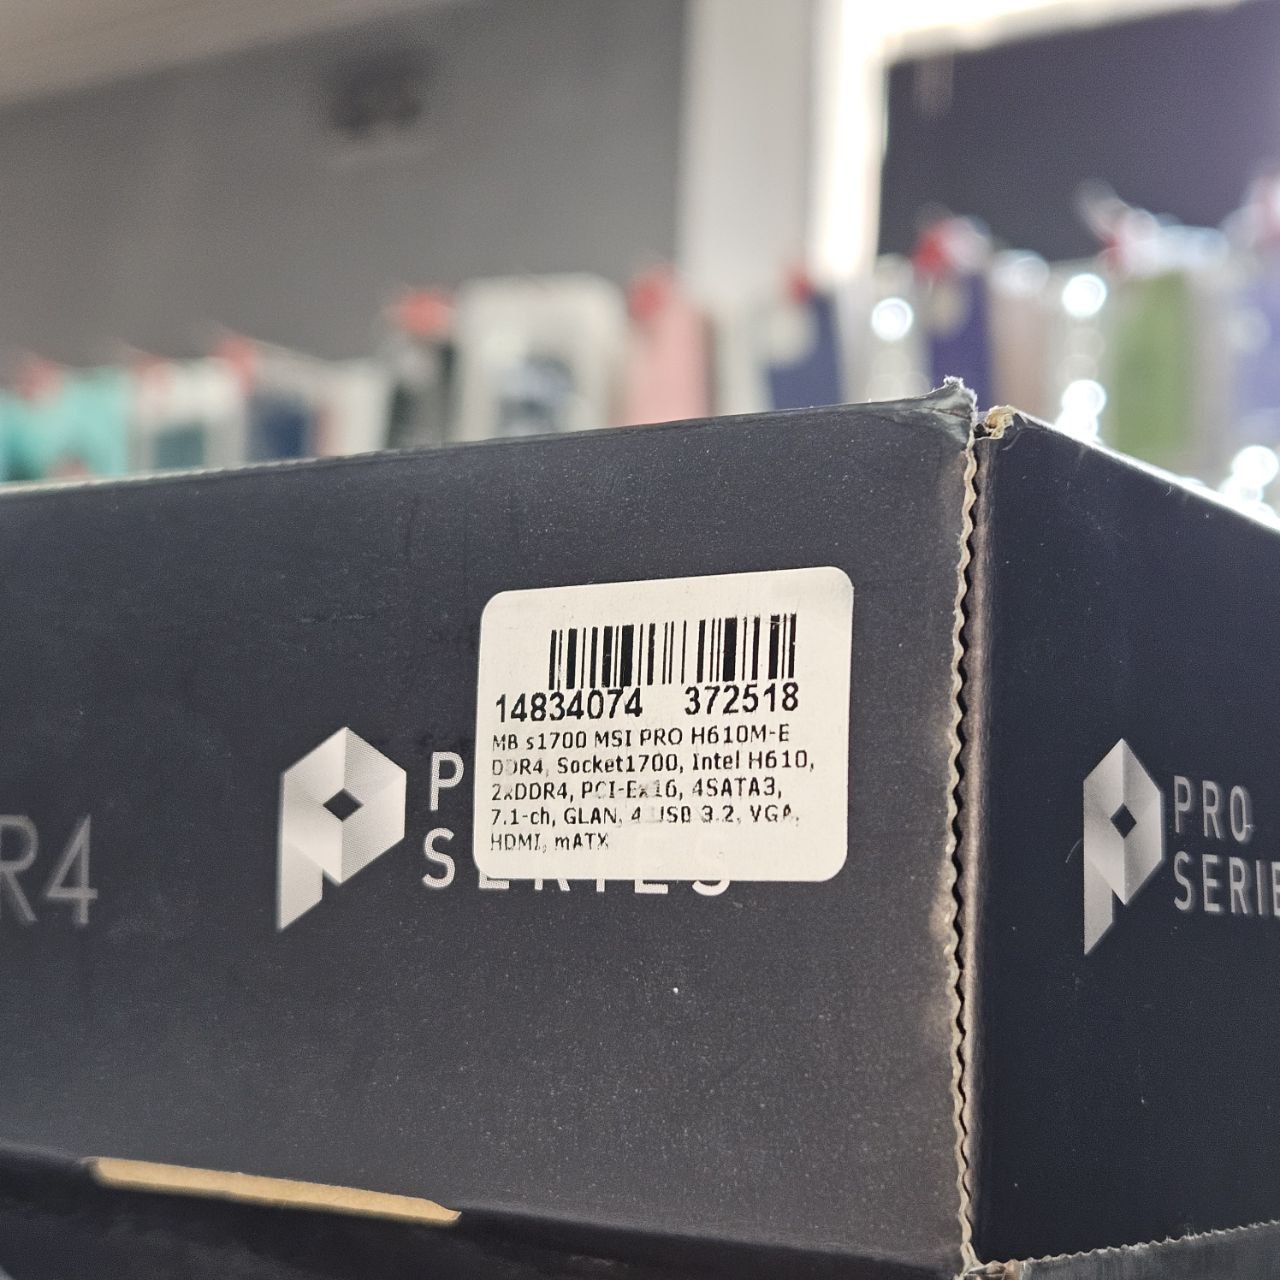 14834074 372518
MB s1700 MSI PRO H610M-E
DDR4, Socket1700, Intel H610,
2xDDR4, PCI-Ex16, 4SATA3,
7.1-ch, GLAN, 4 USB 3.2, VGA,
HDMI, mATX
R4
P
SERIES
PRO
SERIE